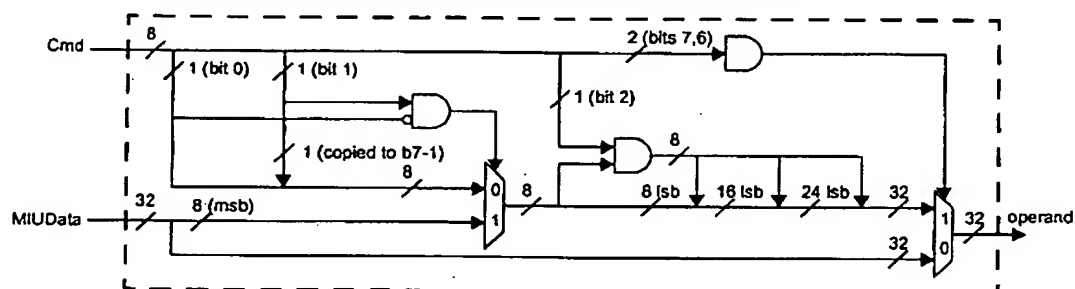 Cmd 8 2 (bits 7,6)
1 (bit 0) 1 (bit 1)
1 (bit 2)
8
1 (copied to b7-1)
8 0 8 8 lsb 16 lsb 24 lsb 32
MIUData 32 8 (msb) 1 1 32 operand
32 0